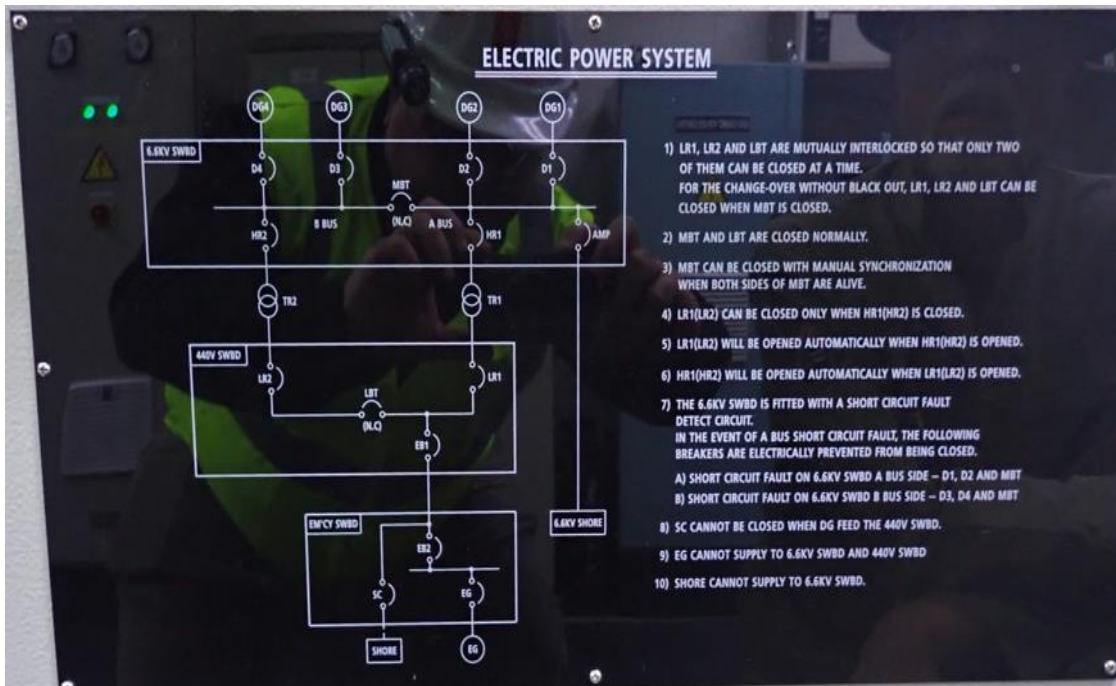 ELECTRIC POWER SYSTEM
DG4
DG3
DG2
DG1
6.6KV SWBD
D4
D3
D2
D1
MBT
(N.C)
B BUS
A BUS
HR2
HR1
AMP
TR2
TR1
440V SWBD
LR2
LR1
LBT
(N.C)
EB1
EM'CY SWBD
6.6KV SHORE
EB2
SC
EG
SHORE
EG
1) LR1, LR2 AND LBT ARE MUTUALLY INTERLOCKED SO THAT ONLY TWO
OF THEM CAN BE CLOSED AT A TIME.
FOR THE CHANGE-OVER WITHOUT BLACK OUT, LR1, LR2 AND LBT CAN BE
CLOSED WHEN MBT IS CLOSED.
2) MBT AND LBT ARE CLOSED NORMALLY.
3) MBT CAN BE CLOSED WITH MANUAL SYNCHRONIZATION
WHEN BOTH SIDES OF MBT ARE ALIVE.
4) LR1(LR2) CAN BE CLOSED ONLY WHEN HR1(HR2) IS CLOSED.
5) LR1(LR2) WILL BE OPENED AUTOMATICALLY WHEN HR1(HR2) IS OPENED.
6) HR1(HR2) WILL BE OPENED AUTOMATICALLY WHEN LR1(LR2) IS OPENED.
7) THE 6.6KV SWBD IS FITTED WITH A SHORT CIRCUIT FAULT
DETECT CIRCUIT.
IN THE EVENT OF A BUS SHORT CIRCUIT FAULT, THE FOLLOWING
BREAKERS ARE ELECTRICALLY PREVENTED FROM BEING CLOSED.
A) SHORT CIRCUIT FAULT ON 6.6KV SWBD A BUS SIDE – D1, D2 AND MBT
B) SHORT CIRCUIT FAULT ON 6.6KV SWBD B BUS SIDE – D3, D4 AND MBT
8) SC CANNOT BE CLOSED WHEN DG FEED THE 440V SWBD.
9) EG CANNOT SUPPLY TO 6.6KV SWBD AND 440V SWBD
10) SHORE CANNOT SUPPLY TO 6.6KV SWBD.